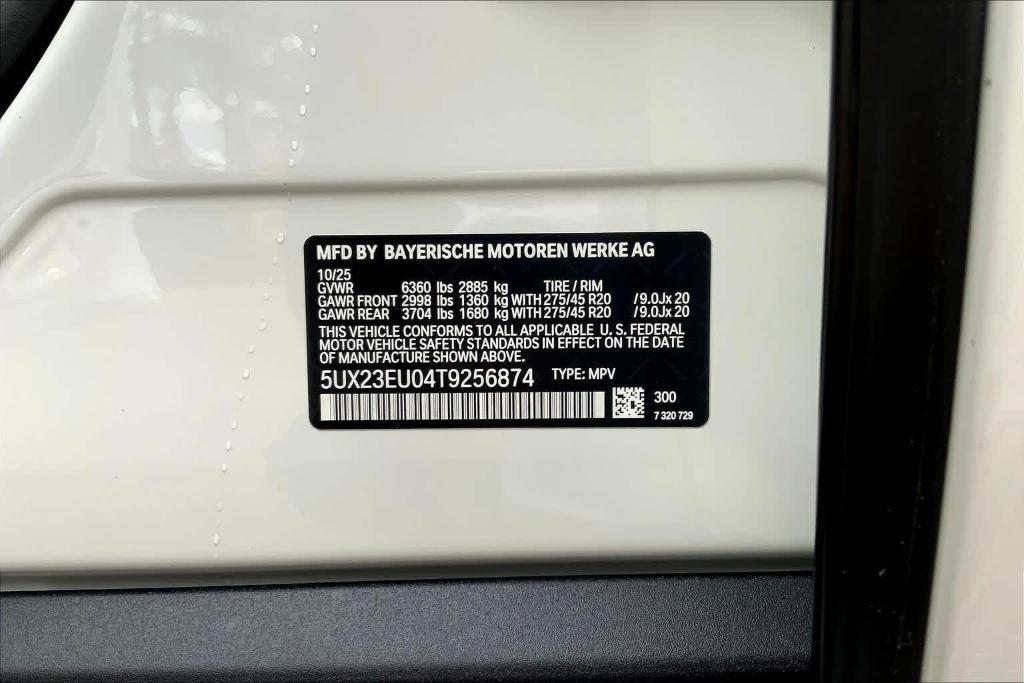 MFD BY BAYERISCHE MOTOREN WERKE AG
10/25
GVWR 6360 lbs 2885 kg TIRE / RIM
GAWR FRONT 2998 lbs 1360 kg WITH 275/45 R20 /9.0Jx 20
GAWR REAR 3704 lbs 1680 kg WITH 275/45 R20 /9.0Jx 20
THIS VEHICLE CONFORMS TO ALL APPLICABLE U. S. FEDERAL
MOTOR VEHICLE SAFETY STANDARDS IN EFFECT ON THE DATE
OF MANUFACTURE SHOWN ABOVE.
5UX23EU04T9256874 TYPE: MPV
300
7 320 729